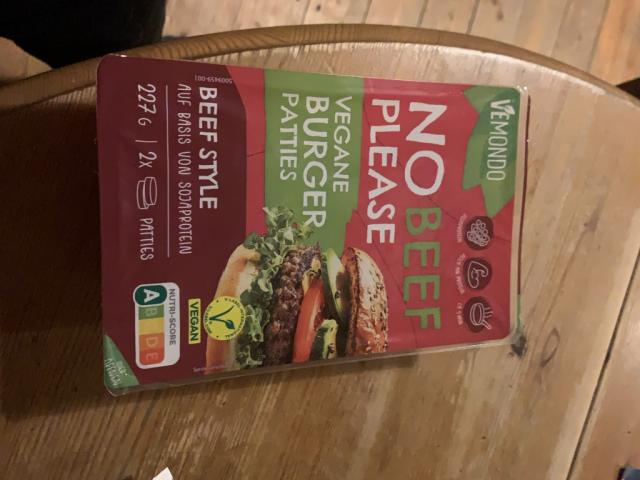 VEMONDO
NO BEEF
PLEASE
VEGANE
BURGER
PATTIES
BEEF STYLE
AUF BASIS VON SOJAPROTEIN
227 G | 2X PATTIES
VEGAN
NUTRI-SCORE
A B D E